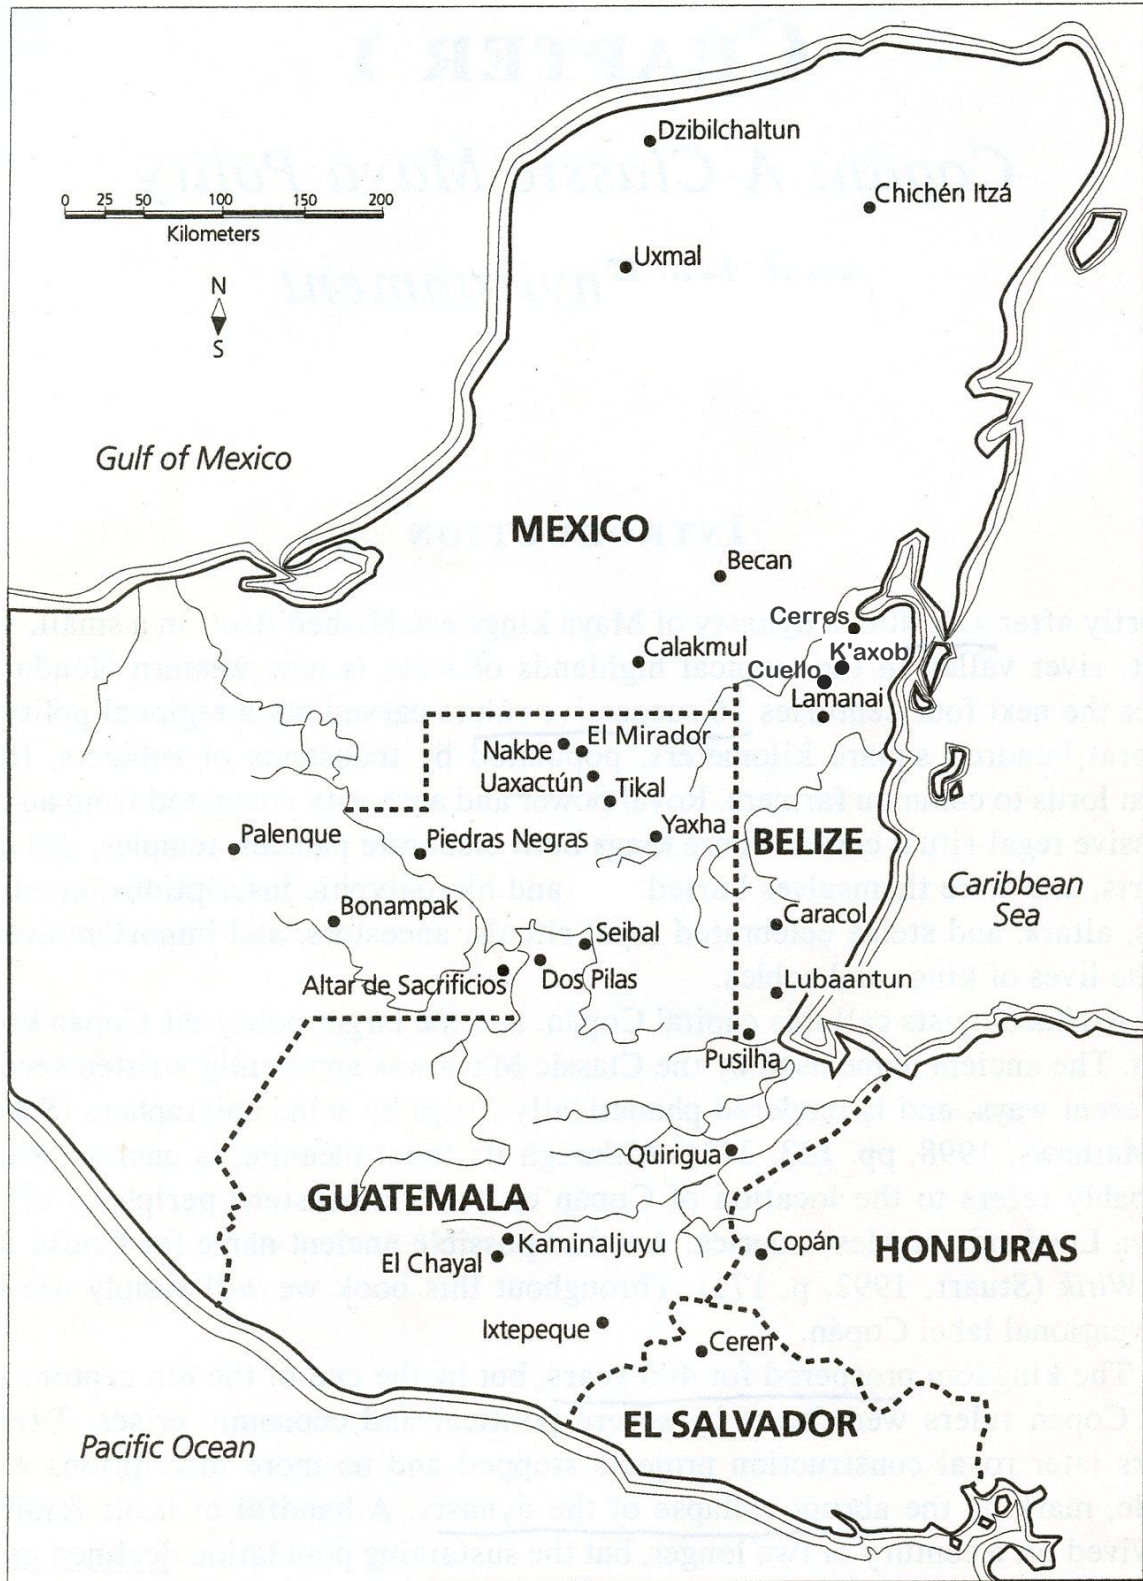 Dzibilchaltun
Chichén Itzá
0 25 50 100 150 200
Kilometers
Uxmal
N
S
Gulf of Mexico
MEXICO
Becan
Cerros
K'axob
Calakmul
Cuello
Lamanai
El Mirador
Nakbe
Uaxactún
Tikal
Yaxha
Palenque
Piedras Negras
BELIZE
Caribbean
Sea
Bonampak
Caracol
Seibal
Altar de Sacrificios
Dos Pilas
Lubaantun
Pusilha
Quirigua
GUATEMALA
Kaminaljuyu
Copán
HONDURAS
El Chayal
Ixtepeque
Ceren
EL SALVADOR
Pacific Ocean